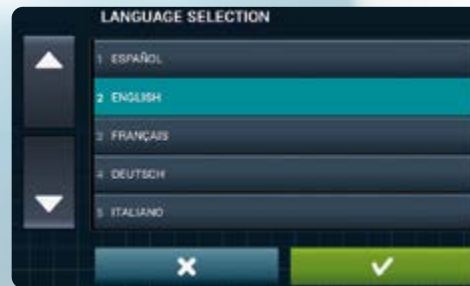 LANGUAGE SELECTION
1 ESPAÑOL
2 ENGLISH
3 FRANÇAIS
4 DEUTSCH
5 ITALIANO